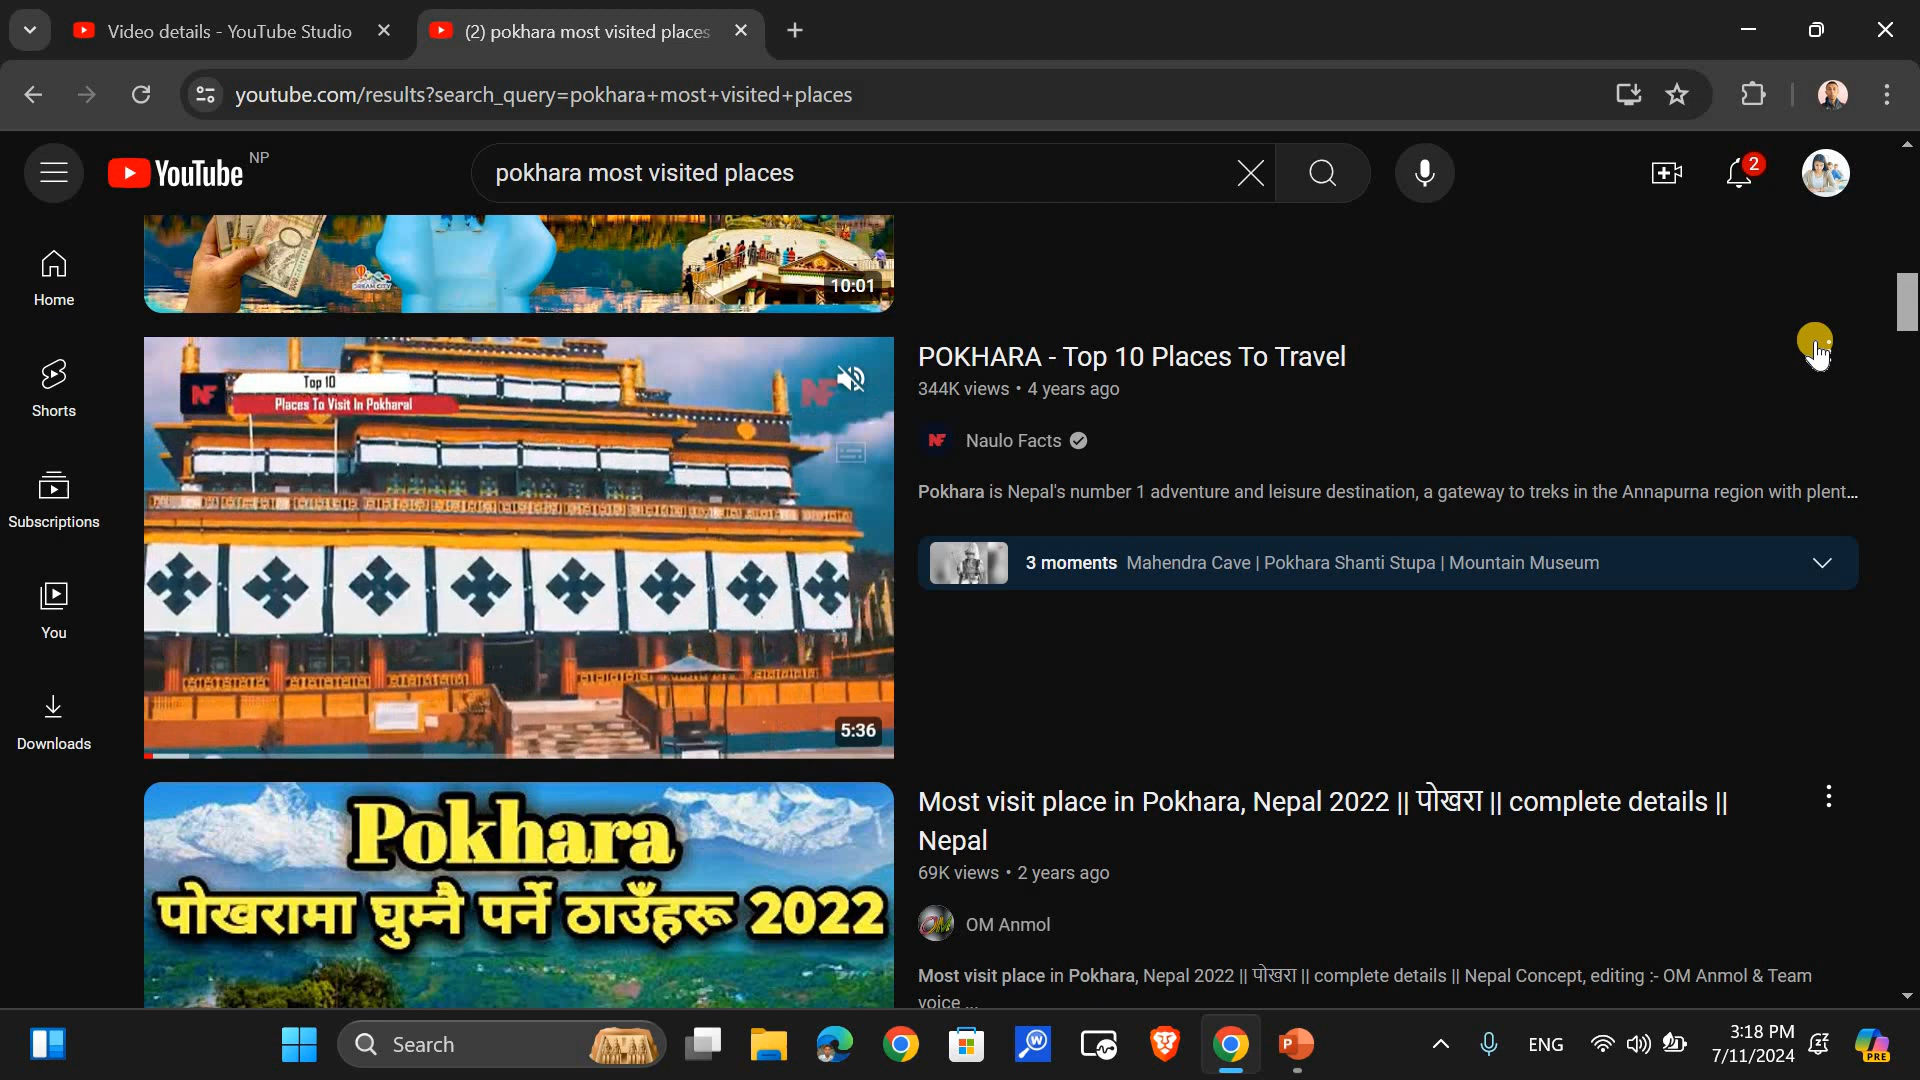 Video details - YouTube Studio
(2) pokhara most visited places
youtube.com/results?search_query=pokhara+most+visited+places
YouTube NP
pokhara most visited places
2
Home
Shorts
Subscriptions
You
Downloads
10:01
Top 10
Places To Visit In Pokhara!
NF
5:36
POKHARA - Top 10 Places To Travel
344K views • 4 years ago
NF Naulo Facts
Pokhara is Nepal's number 1 adventure and leisure destination, a gateway to treks in the Annapurna region with plent...
3 moments Mahendra Cave | Pokhara Shanti Stupa | Mountain Museum
Pokhara
पोखरामा घुम्नै पर्ने ठाउँहरू 2022
Most visit place in Pokhara, Nepal 2022 || पोखरा || complete details ||
Nepal
69K views • 2 years ago
OM Anmol
Most visit place in Pokhara, Nepal 2022 || पोखरा || complete details || Nepal Concept, editing :- OM Anmol & Team
voice ...
Search
ENG
3:18 PM
7/11/2024
PRE